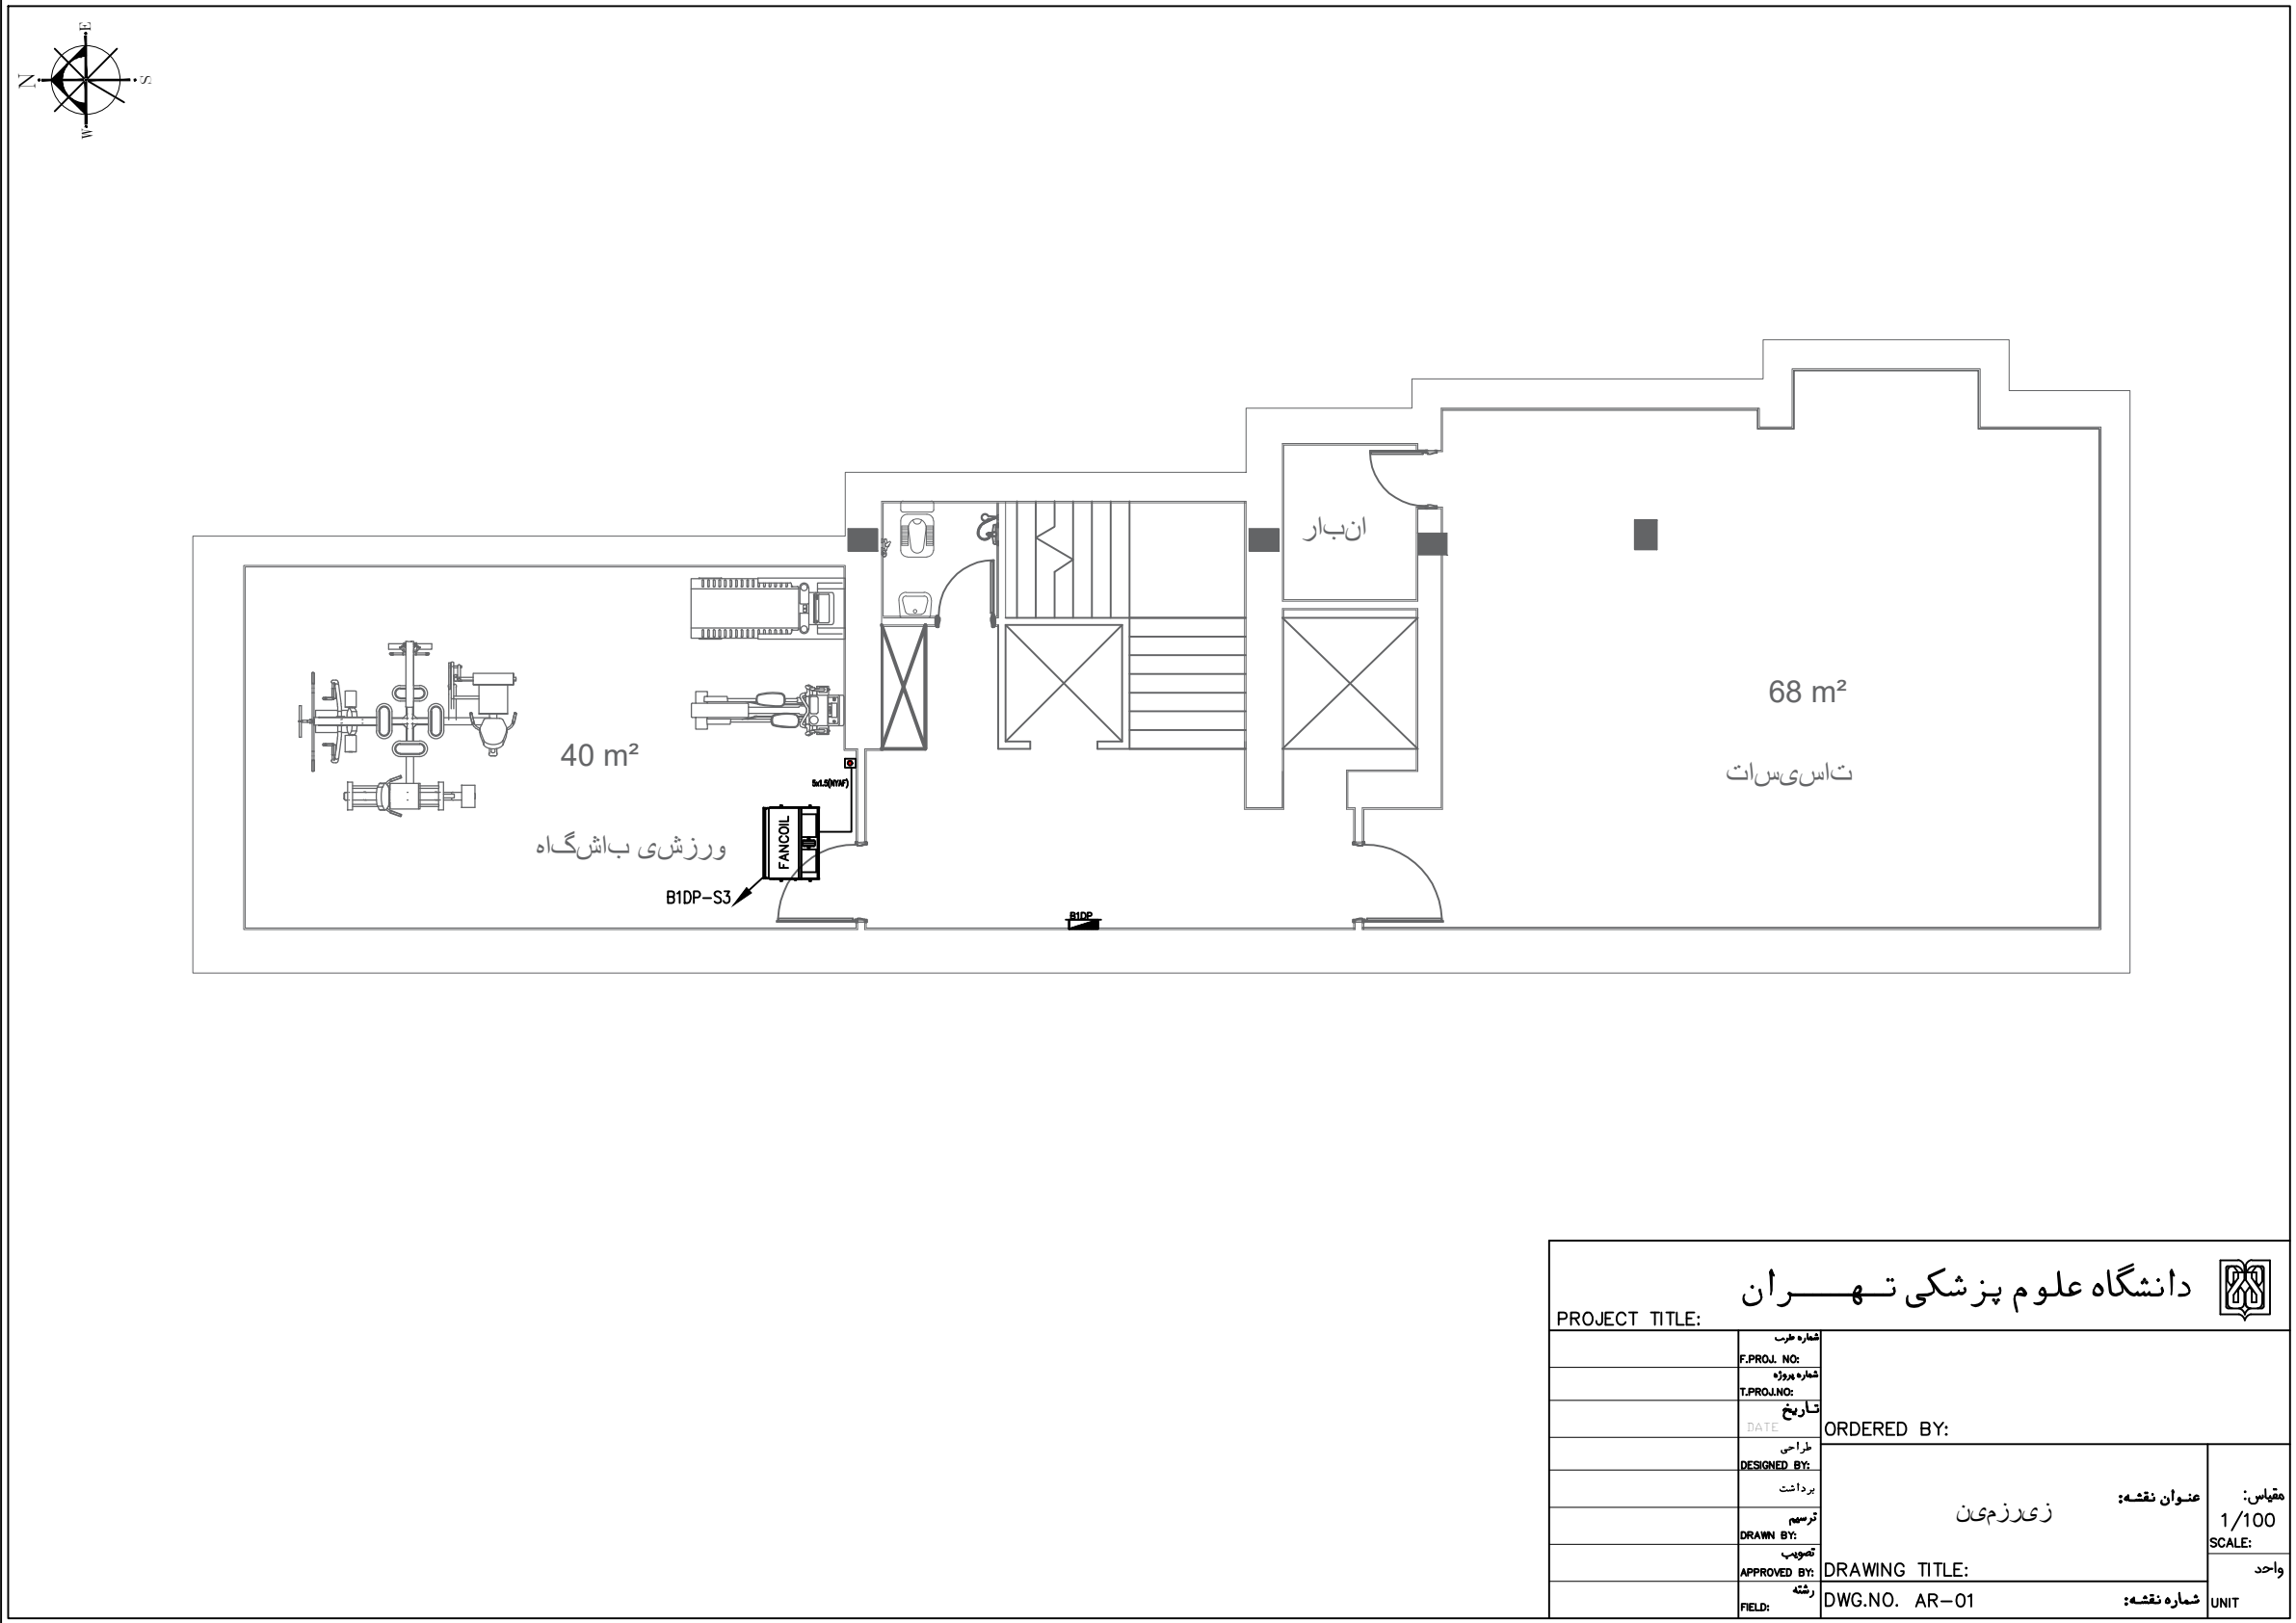 E
N
S
W
انبار
68 m²
تاسیسات
40 m²
5x1.5(NYAF)
FANCOIL
ورزشی باشگاه
B1DP-S3
B1DP
دانشگاه علوم پزشکی تهران
PROJECT TITLE:
شماره طرب
F.PROJ. NO:
شماره پروژه
T.PROJ.NO:
تاریخ
DATE
ORDERED BY:
طراحی
DESIGNED BY:
برداشت
ترسیم
DRAWN BY:
تصویب
APPROVED BY:
رشته
FIELD:
عنوان نقشه:
زیرزمین
DRAWING TITLE:
مقیاس:
1/100
SCALE:
واحد
UNIT
DWG.NO. AR-01
شماره نقشه: